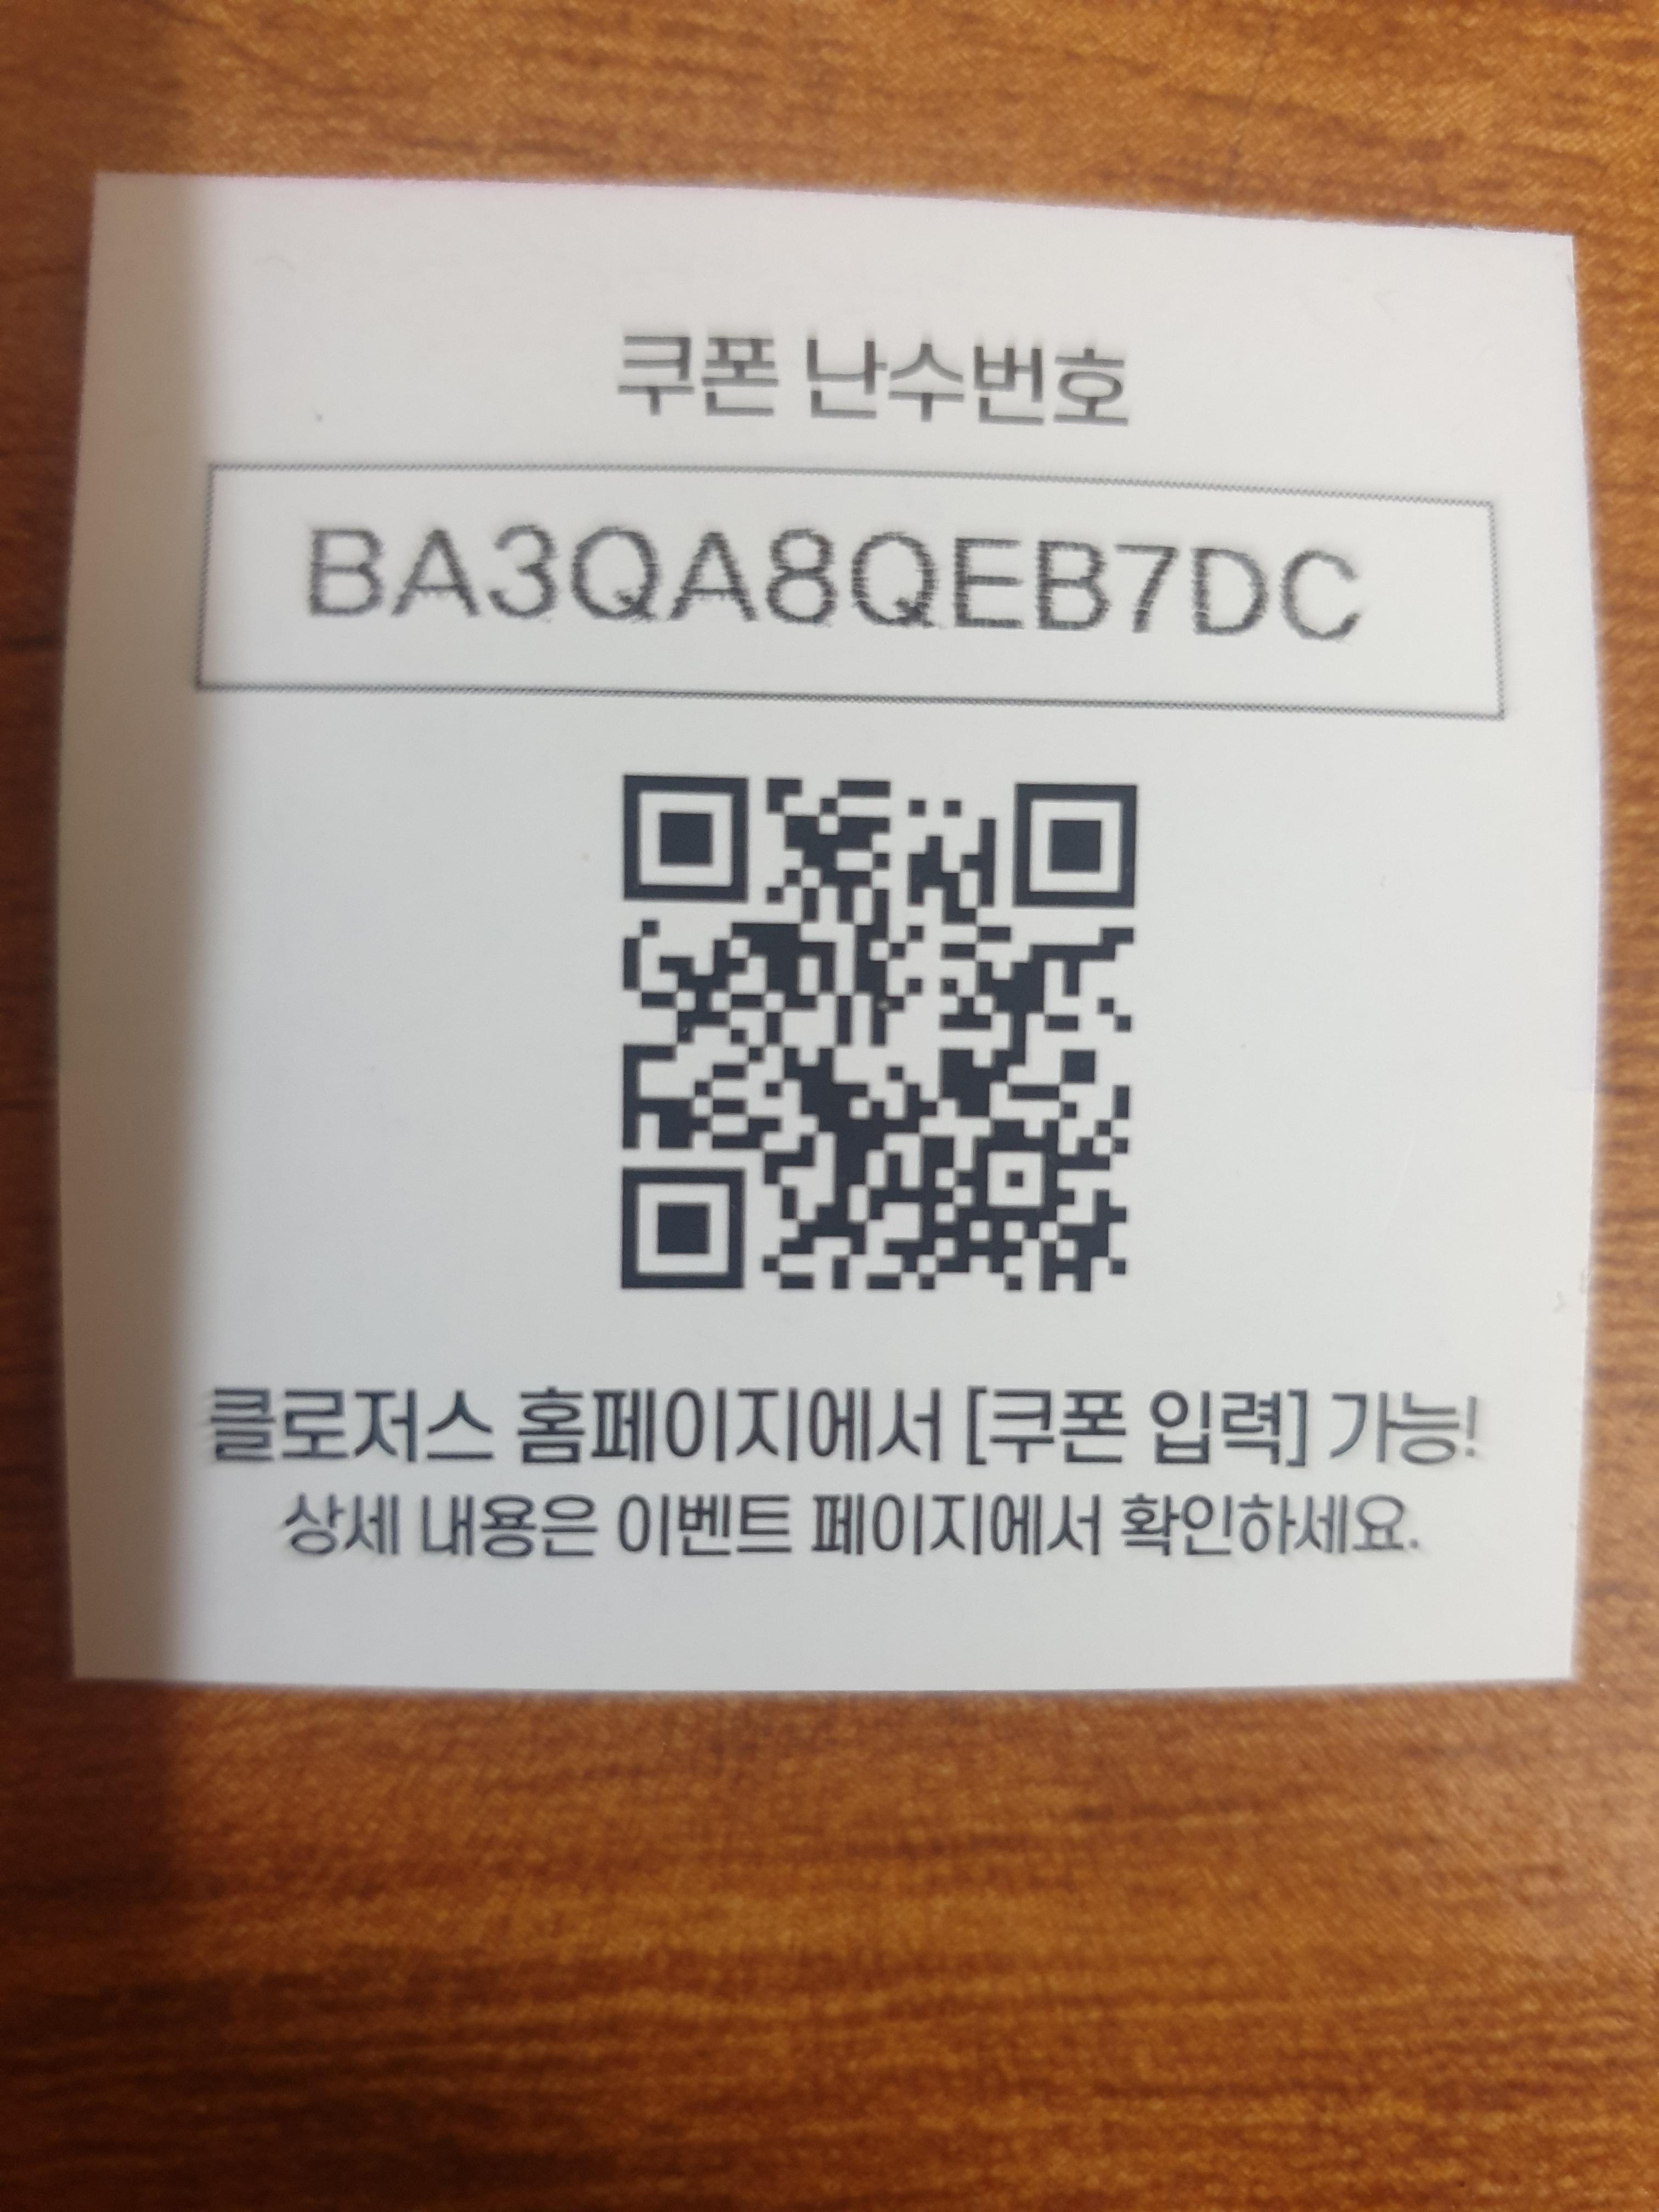 쿠폰 난수번호
BA3QA8QEB7DC
클로저스 홈페이지에서 [쿠폰 입력] 가능!
상세 내용은 이벤트 페이지에서 확인하세요.